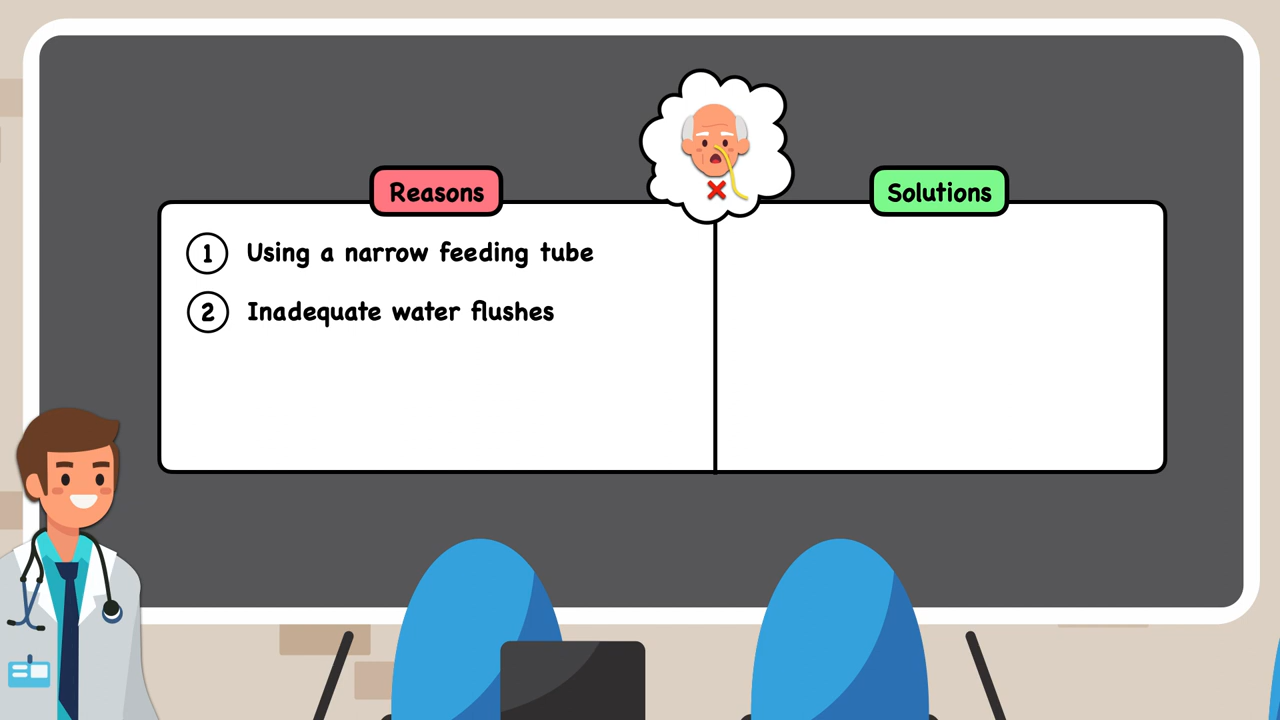 Reasons
Solutions
1 Using a narrow feeding tube
2 Inadequate water flushes